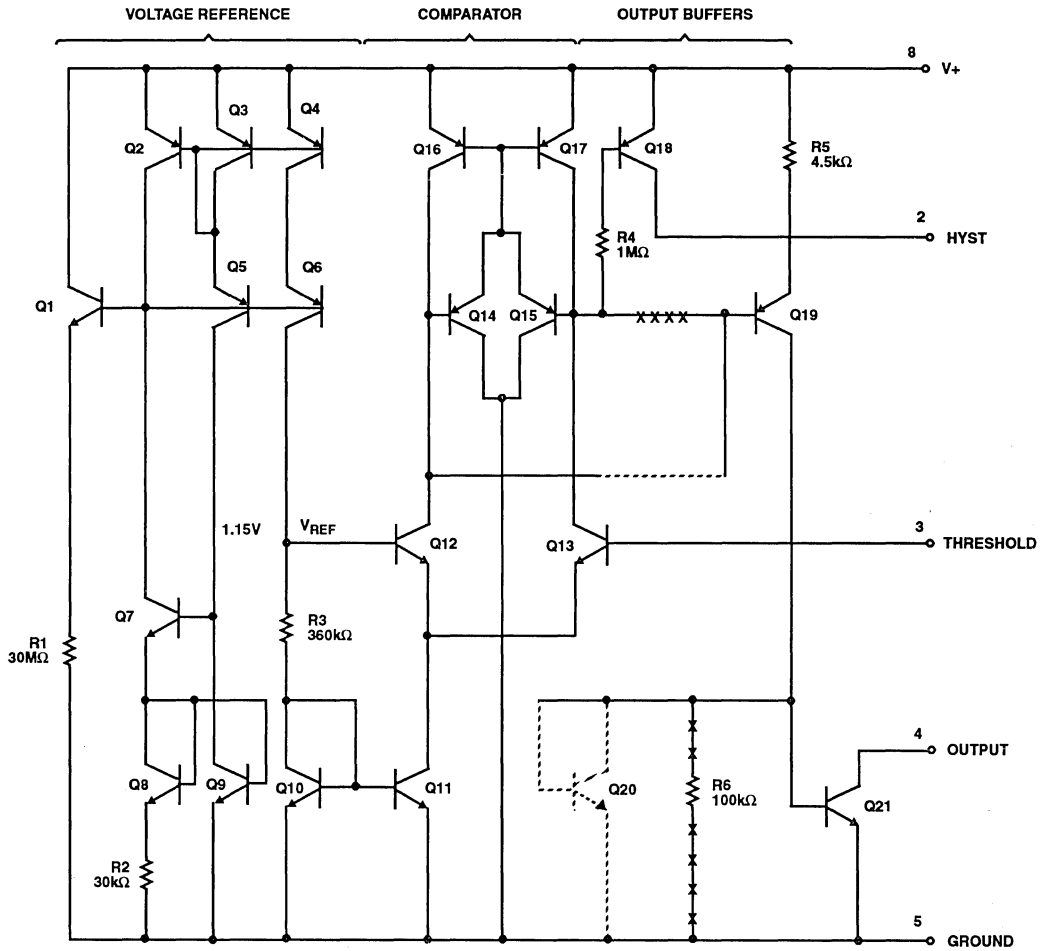 VOLTAGE REFERENCE
COMPARATOR
OUTPUT BUFFERS
8
V+
Q3
Q4
Q2
Q16
Q17
Q18
R5
4.5kΩ
2
HYST
R4
1MΩ
Q5
Q6
Q1
Q14
Q15
X X X X
Q19
1.15V
VREF
Q12
Q13
3
THRESHOLD
Q7
R3
360kΩ
R1
30MΩ
4
OUTPUT
Q8
Q9
Q10
Q11
Q20
R6
100kΩ
Q21
R2
30kΩ
5
GROUND